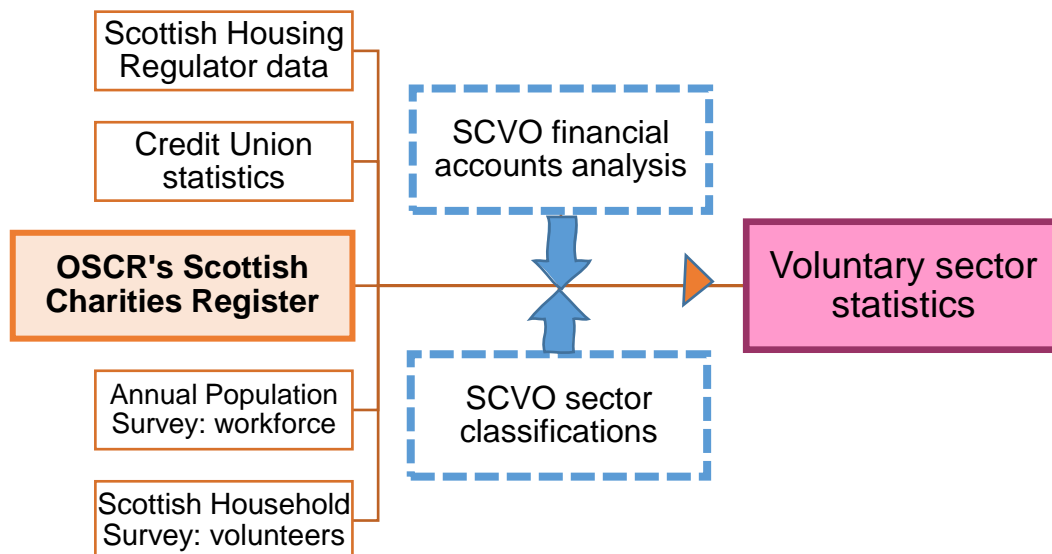 Scottish Housing
Regulator data
Credit Union
statistics
OSCR's Scottish
Charities Register
Annual Population
Survey: workforce
Scottish Household
Survey: volunteers
SCVO financial
accounts analysis
SCVO sector
classifications
Voluntary sector
statistics